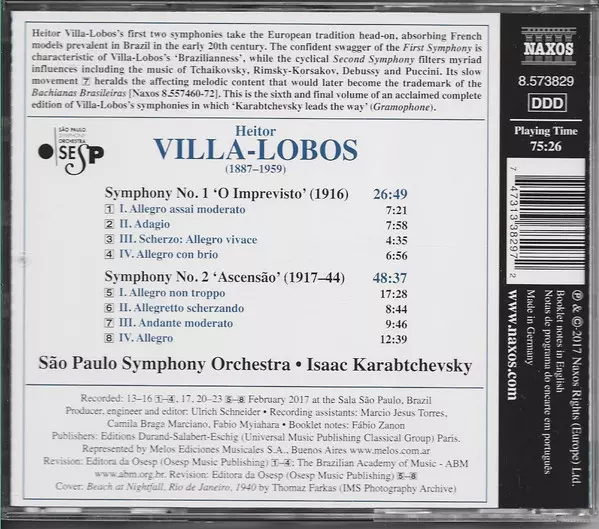 Heitor Villa-Lobos's first two symphonies take the European tradition head-on, absorbing French
models prevalent in Brazil in the early 20th century. The confident swagger of the First Symphony is
characteristic of Villa-Lobos's 'Brazilianness', while the cyclical Second Symphony filters myriad
influences including the music of Tchaikovsky, Rimsky-Korsakov, Debussy and Puccini. Its slow
movement 7 heralds the affecting melodic content that would later become the trademark of the
Bachianas Brasileiras [Naxos 8.557460-72]. This is the sixth and final volume of an acclaimed complete
edition of Villa-Lobos's symphonies in which 'Karabtchevsky leads the way' (Gramophone).
SÃO PAULO
SYMPHONY
ORCHESTRA
OSESP
Heitor
VILLA-LOBOS
(1887–1959)
Symphony No. 1 'O Imprevisto' (1916) 26:49
1 I. Allegro assai moderato 7:21
2 II. Adagio 7:58
3 III. Scherzo: Allegro vivace 4:35
4 IV. Allegro con brio 6:56
Symphony No. 2 'Ascensão' (1917–44) 48:37
5 I. Allegro non troppo 17:28
6 II. Allegretto scherzando 8:44
7 III. Andante moderato 9:46
8 IV. Allegro 12:39
São Paulo Symphony Orchestra • Isaac Karabtchevsky
Recorded: 13–16 1–4, 17, 20–23 5–8 February 2017 at the Sala São Paulo, Brazil
Producer, engineer and editor: Ulrich Schneider • Recording assistants: Marcio Jesus Torres,
Camila Braga Marciano, Fabio Myiahara • Booklet notes: Fábio Zanon
Publishers: Editions Durand-Salabert-Eschig (Universal Music Publishing Classical Group) Paris.
Represented by Melos Ediciones Musicales S.A., Buenos Aires www.melos.com.ar
Revision: Editora da Osesp (Osesp Music Publishing) 1–4; The Brazilian Academy of Music - ABM
www.abm.org.br. Revision: Editora da Osesp (Osesp Music Publishing) 5–8
Cover: Beach at Nightfall, Rio de Janeiro, 1940 by Thomaz Farkas (IMS Photography Archive)
NAXOS
8.573829
DDD
Playing Time
75:26
7 47313 38297 2
℗ & © 2017 Naxos Rights (Europe) Ltd.
Booklet notes in English
Notas de programa do encarte em português
Made in Germany
www.naxos.com